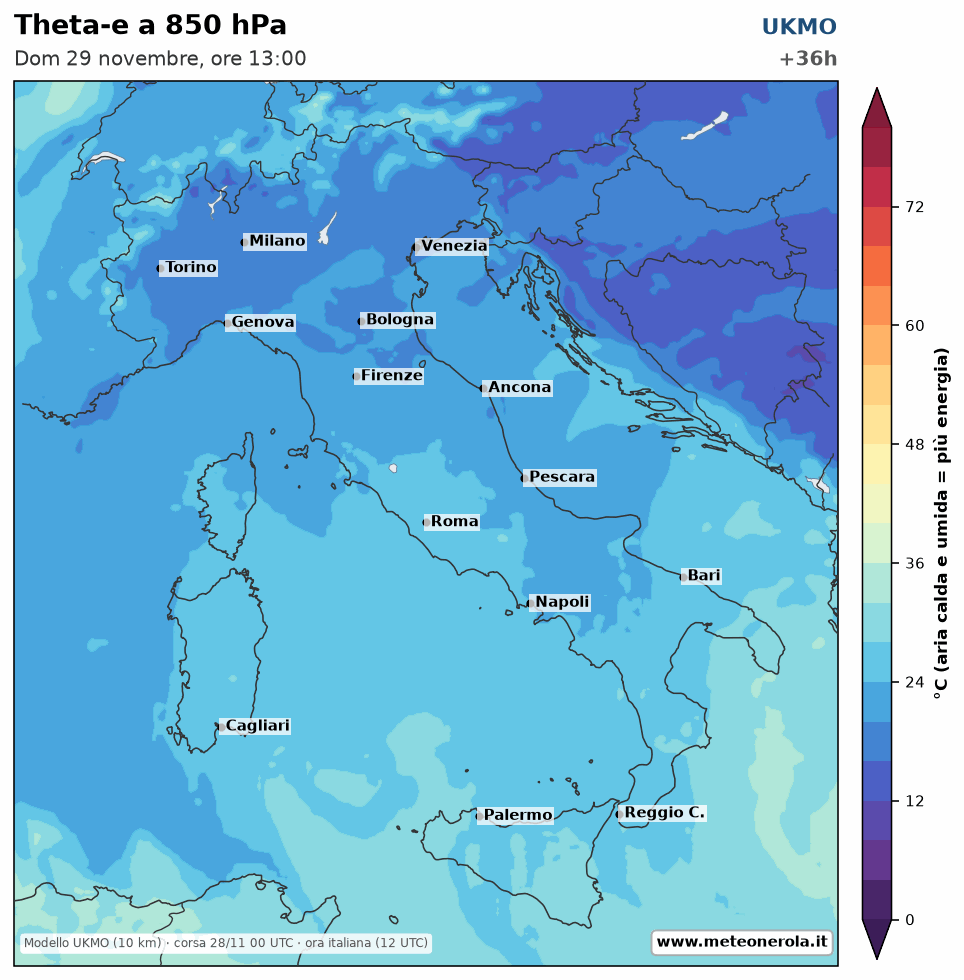 Theta-e a 850 hPa
UKMO
Dom 29 novembre, ore 13:00
+36h
Milano
Venezia
Torino
Genova
Bologna
Firenze
Ancona
Pescara
Roma
Bari
Napoli
Cagliari
Palermo
Reggio C.
72
60
48
36
24
12
0
°C (aria calda e umida = più energia)
Modello UKMO (10 km) · corsa 28/11 00 UTC · ora italiana (12 UTC)
www.meteonerola.it